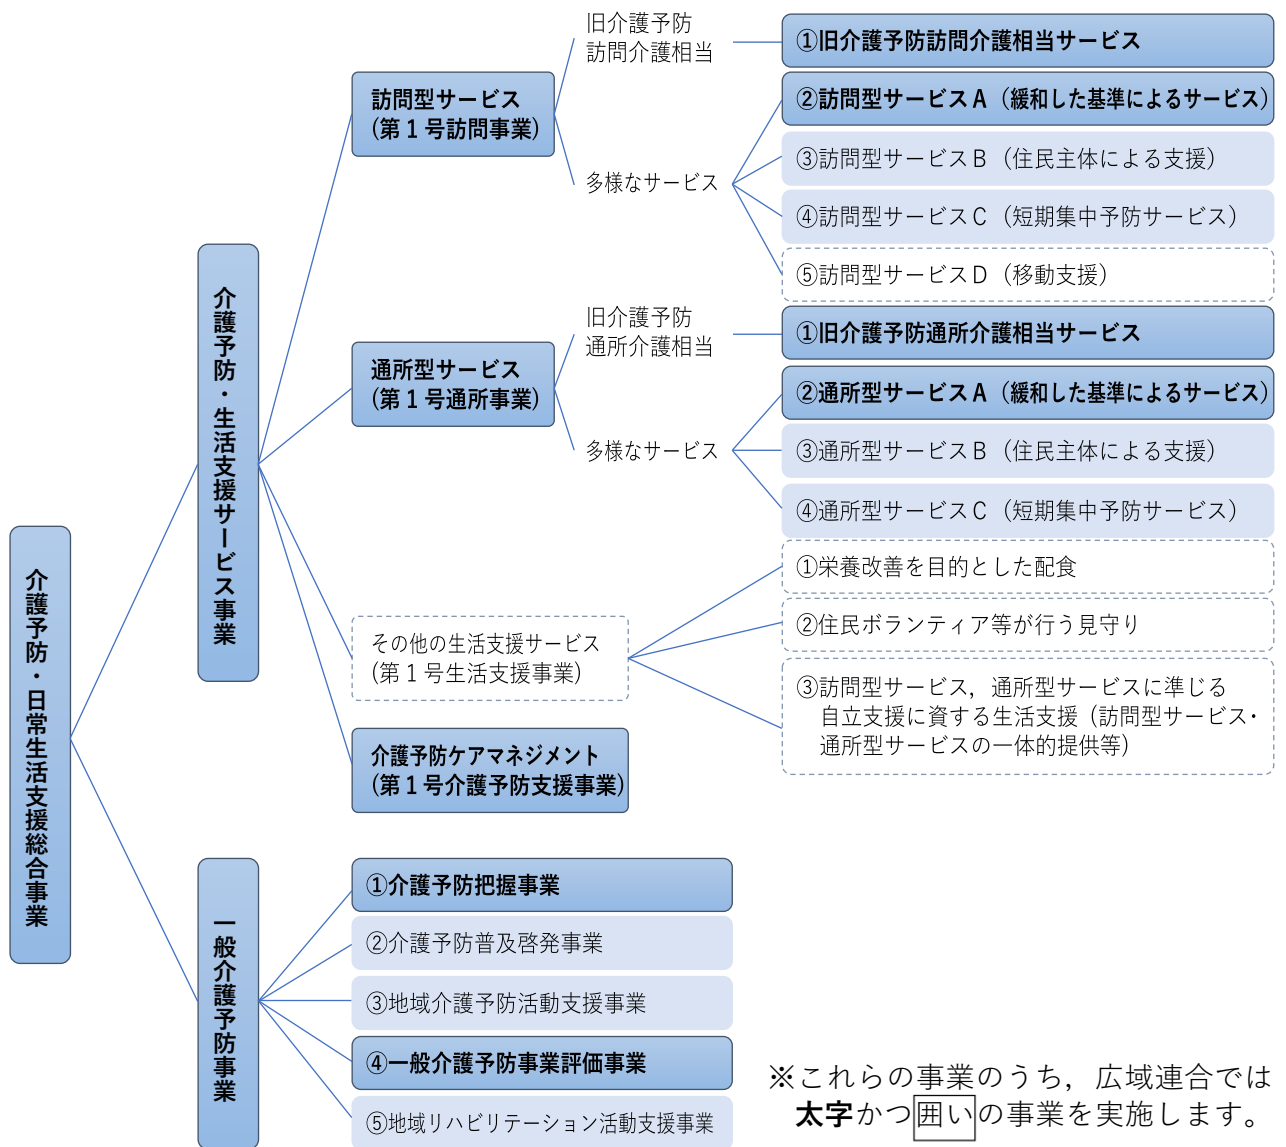 介護予防・日常生活支援総合事業
介護予防・生活支援サービス事業
訪問型サービス
(第１号訪問事業)
旧介護予防
訪問介護相当
①旧介護予防訪問介護相当サービス
多様なサービス
②訪問型サービスA（緩和した基準によるサービス）
③訪問型サービスB（住民主体による支援）
④訪問型サービスC（短期集中予防サービス）
⑤訪問型サービスD（移動支援）
通所型サービス
(第１号通所事業)
旧介護予防
通所介護相当
①旧介護予防通所介護相当サービス
多様なサービス
②通所型サービスA（緩和した基準によるサービス）
③通所型サービスB（住民主体による支援）
④通所型サービスC（短期集中予防サービス）
その他の生活支援サービス
(第１号生活支援事業)
①栄養改善を目的とした配食
②住民ボランティア等が行う見守り
③訪問型サービス，通所型サービスに準じる
自立支援に資する生活支援（訪問型サービス・
通所型サービスの一体的提供等）
介護予防ケアマネジメント
(第１号介護予防支援事業)
一般介護予防事業
①介護予防把握事業
②介護予防普及啓発事業
③地域介護予防活動支援事業
④一般介護予防事業評価事業
⑤地域リハビリテーション活動支援事業
※これらの事業のうち，広域連合では
太字かつ囲いの事業を実施します。